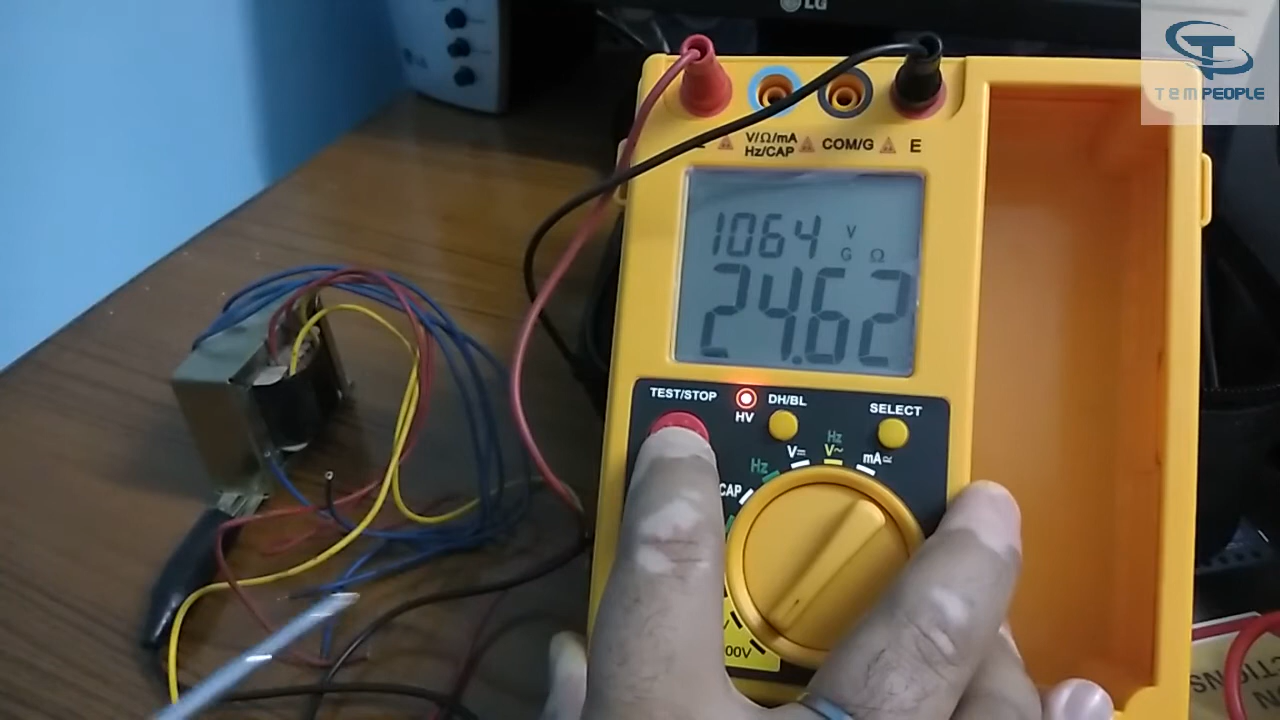 LG
TEMPEOPLE
V/Ω/mA
Hz/CAP
COM/G
E
1064 V
G Ω
24.62
TEST/STOP
HV
DH/BL
SELECT
Hz
V~
V
mA
Hz
CAP
00V